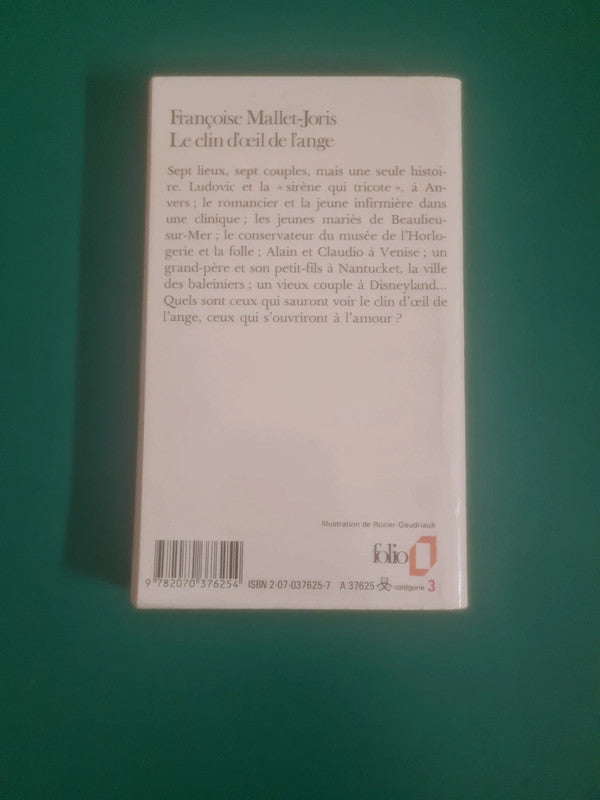 Françoise Mallet-Joris
Le clin d'œil de l'ange
Sept lieux, sept couples, mais une seule histoi-
re. Ludovic et la « sirène qui tricote », à An-
vers ; le romancier et la jeune infirmière dans
une clinique ; les jeunes mariés de Beaulieu-
sur-Mer ; le conservateur du musée de l'Horlo-
gerie et la folle ; Alain et Claudio à Venise ; un
grand-père et son petit-fils à Nantucket, la ville
des baleiniers ; un vieux couple à Disneyland...
Quels sont ceux qui sauront voir le clin d'œil de
l'ange, ceux qui s'ouvriront à l'amour ?
Illustration de Rozier-Gaudriault
folio
9 782070 376254 ISBN 2-07-037625-7 A 37625 catégorie 3